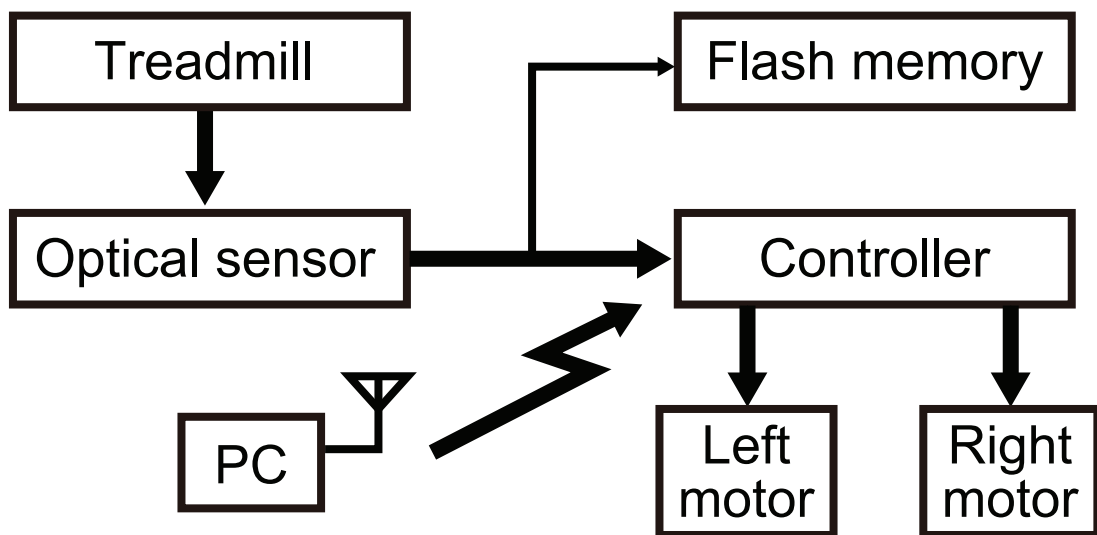 Treadmill
Flash memory
Optical sensor
Controller
PC
Left
motor
Right
motor